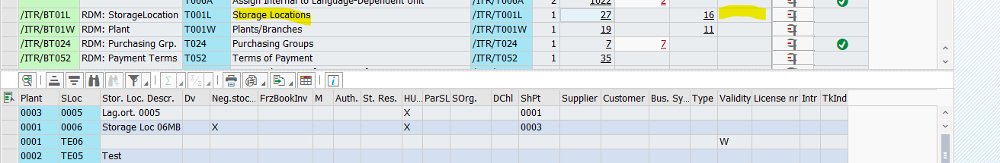 T006A Assign Internal to Language-Dependent Unit /ITR/T006A 2 1022 2
/ITR/BT01L RDM: StorageLocation T001L Storage Locations /ITR/T001L 1 27 16
/ITR/BT01W RDM: Plant T001W Plants/Branches /ITR/T001W 1 19 11
/ITR/BT024 RDM: Purchasing Grp. T024 Purchasing Groups /ITR/T024 1 7 7
/ITR/BT052 RDM: Payment Terms T052 Terms of Payment /ITR/T052 1 35
Plant SLoc Stor. Loc. Descr. Dv Neg.stoc... FrzBookInv M Auth. St. Res. HU... ParSL SOrg. DChl ShPt Supplier Customer Bus. Sy... Type Validity License nr Intr TkInd
0003 0005 Lag.ort. 0005 X 0001
0001 0006 Storage Loc 06MB X X 0003
0001 TE06 W
0002 TE05 Test